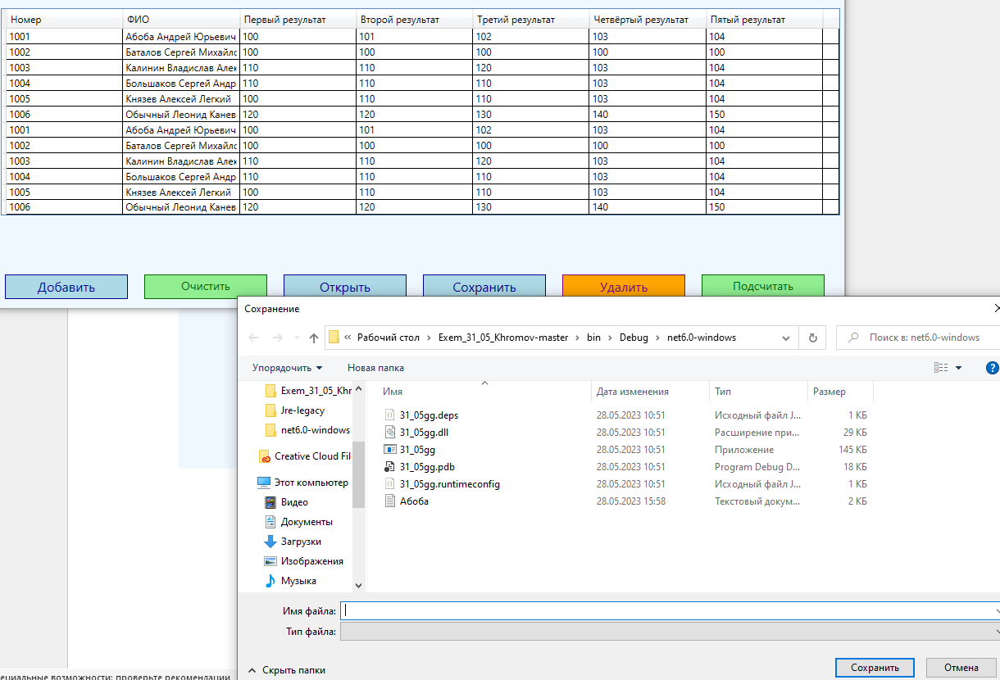 Номер ФИО Первый результат Второй результат Третий результат Четвёртый результат Пятый результат
1001 Абоба Андрей Юрьевич 100 101 102 103 104
1002 Баталов Сергей Михайлс 100 100 100 100 100
1003 Калинин Владислав Алек 110 110 120 103 104
1004 Большаков Сергей Андр 110 110 110 103 104
1005 Князев Алексей Легкий 100 110 110 103 104
1006 Обычный Леонид Канев 120 120 130 140 150
1001 Абоба Андрей Юрьевич 100 101 102 103 104
1002 Баталов Сергей Михайлс 100 100 100 100 100
1003 Калинин Владислав Алек 110 110 120 103 104
1004 Большаков Сергей Андр 110 110 110 103 104
1005 Князев Алексей Легкий 100 110 110 103 104
1006 Обычный Леонид Канев 120 120 130 140 150
Добавить Очистить Открыть Сохранить Удалить Подсчитать
Сохранение
« Рабочий стол › Exem_31_05_Khromov-master › bin › Debug › net6.0-windows
Поиск в: net6.0-windows
Упорядочить Новая папка
Exem_31_05_Khr
Jre-legacy
net6.0-windows
Creative Cloud Fil
Этот компьютер
Видео
Документы
Загрузки
Изображения
Музыка
Имя Дата изменения Тип Размер
31_05gg.deps 28.05.2023 10:51 Исходный файл J... 1 КБ
31_05gg.dll 28.05.2023 10:51 Расширение при... 29 КБ
31_05gg 28.05.2023 10:51 Приложение 145 КБ
31_05gg.pdb 28.05.2023 10:51 Program Debug D... 18 КБ
31_05gg.runtimeconfig 28.05.2023 10:51 Исходный файл J... 1 КБ
Абоба 28.05.2023 15:58 Текстовый докум... 2 КБ
Имя файла:
Тип файла:
Скрыть папки
Сохранить Отмена
ециальные возможности: проверьте рекомендации